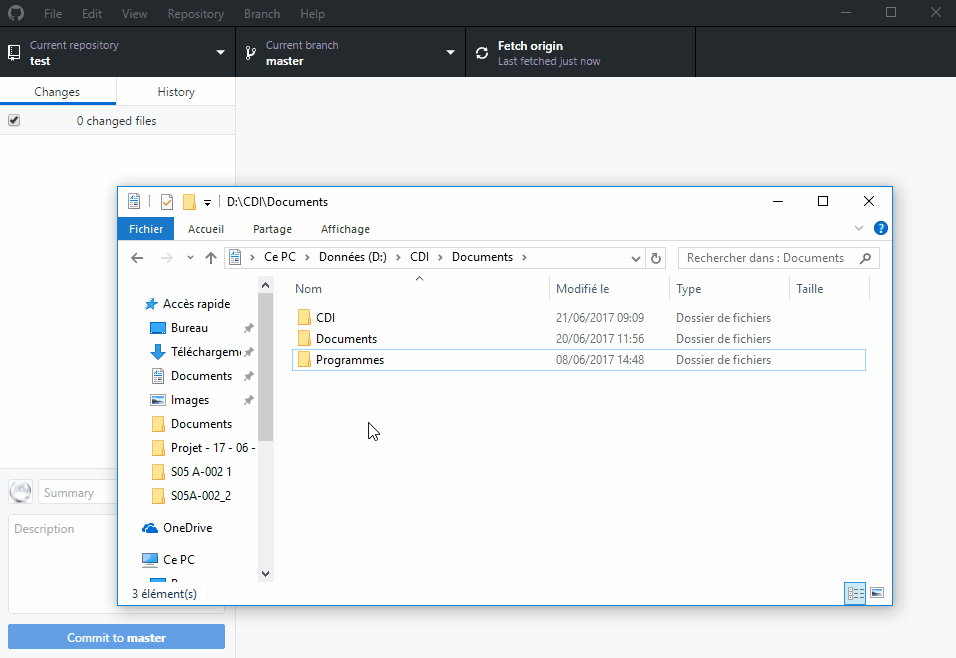 File Edit View Repository Branch Help
Current repository
test
Current branch
master
Fetch origin
Last fetched just now
Changes History
0 changed files
D:\CDI\Documents
Fichier Accueil Partage Affichage
Ce PC Données (D:) CDI Documents
Rechercher dans : Documents
Nom Modifié le Type Taille
CDI 21/06/2017 09:09 Dossier de fichiers
Documents 20/06/2017 11:56 Dossier de fichiers
Programmes 08/06/2017 14:48 Dossier de fichiers
Accès rapide
Bureau
Téléchargem
Documents
Images
Documents
Projet - 17 - 06 -
S05 A-002 1
S05A-002_2
OneDrive
Ce PC
3 élément(s)
Summary
Description
Commit to master